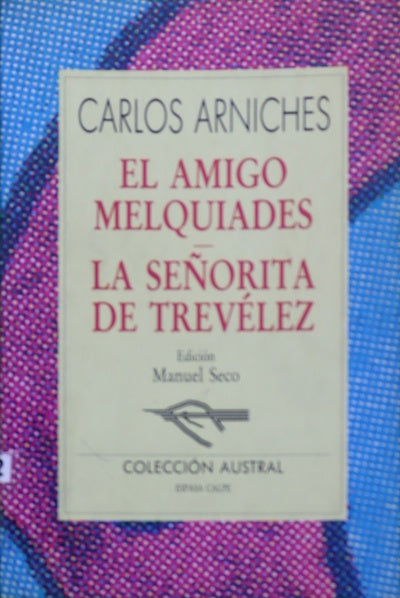 CARLOS ARNICHES
EL AMIGO
MELQUIADES
LA SEÑORITA
DE TREVÉLEZ
Edición
Manuel Seco
COLECCIÓN AUSTRAL
ESPASA CALPE